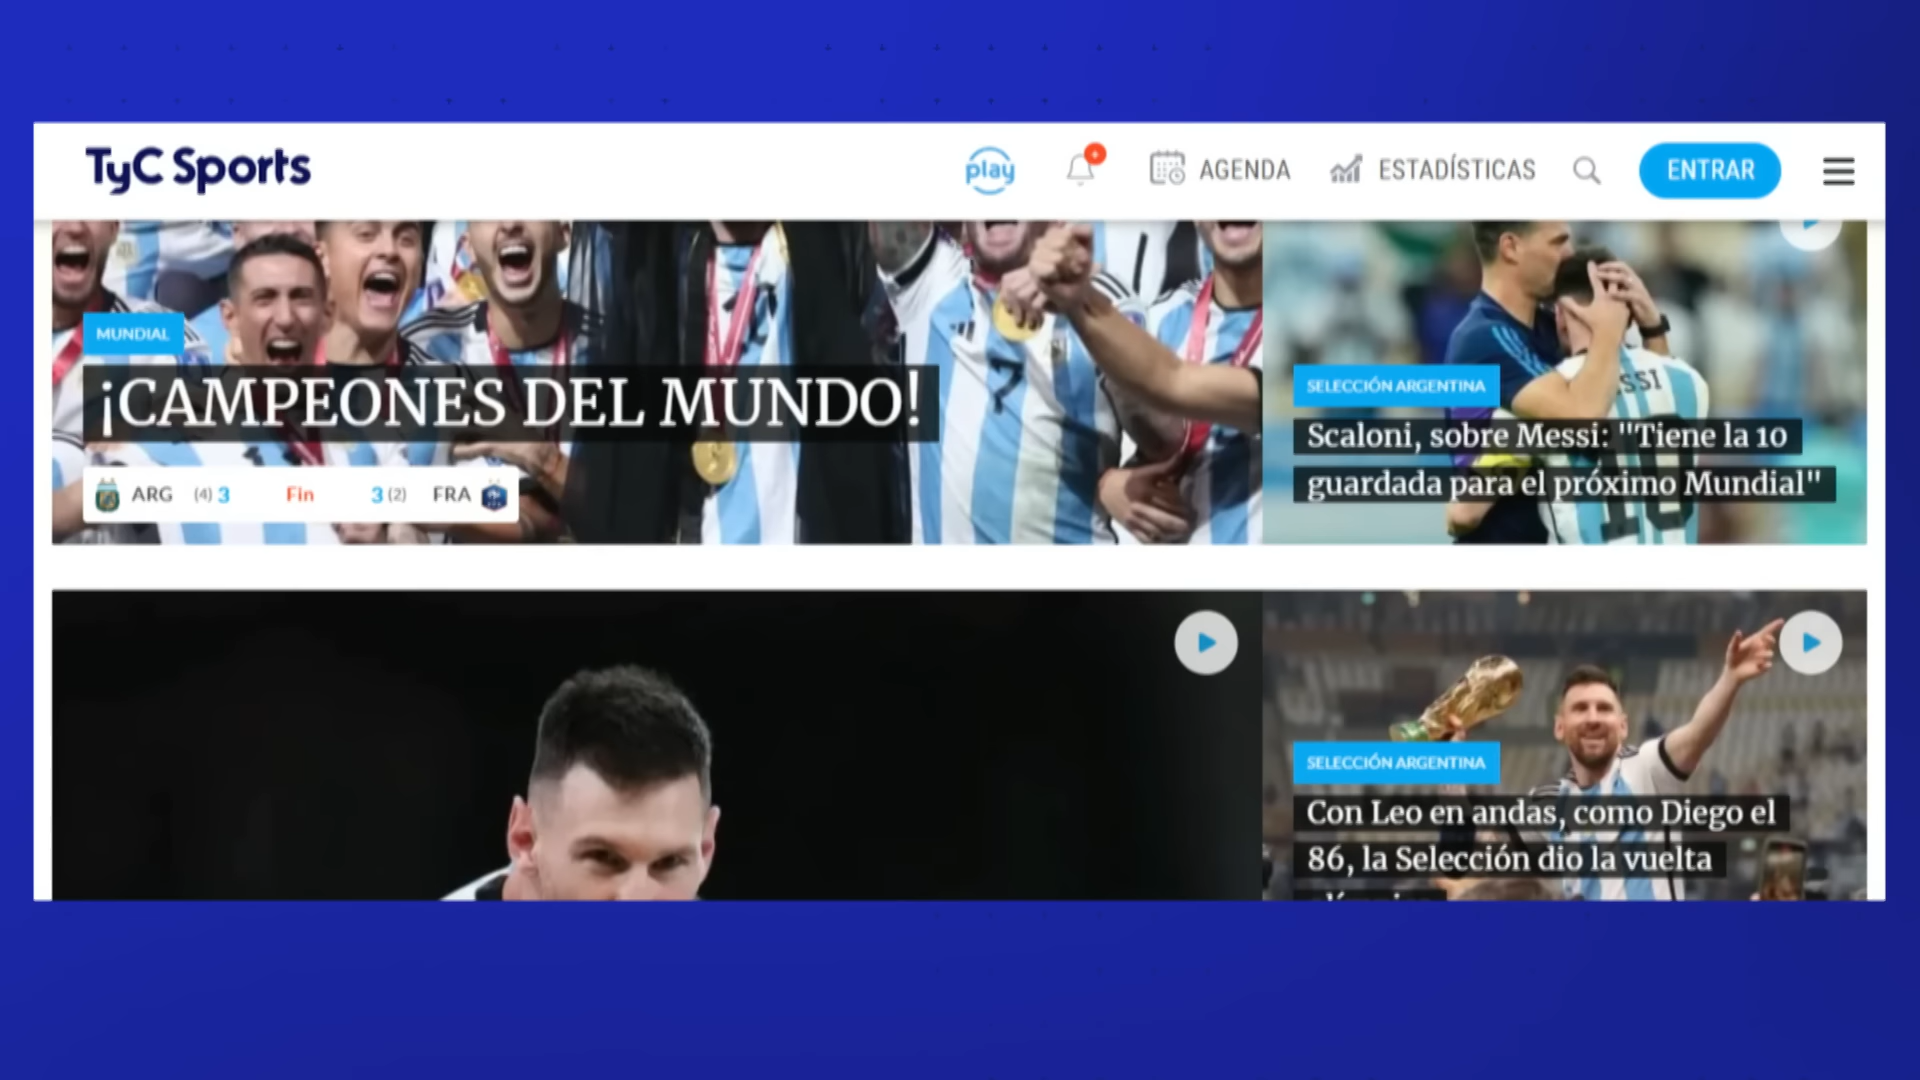 TyC Sports
play
AGENDA
ESTADÍSTICAS
ENTRAR
MUNDIAL
¡CAMPEONES DEL MUNDO!
ARG (4) 3 Fin 3 (2) FRA
7
SELECCIÓN ARGENTINA
Scaloni, sobre Messi: "Tiene la 10
guardada para el próximo Mundial"
10
SELECCIÓN ARGENTINA
Con Leo en andas, como Diego el
86, la Selección dio la vuelta